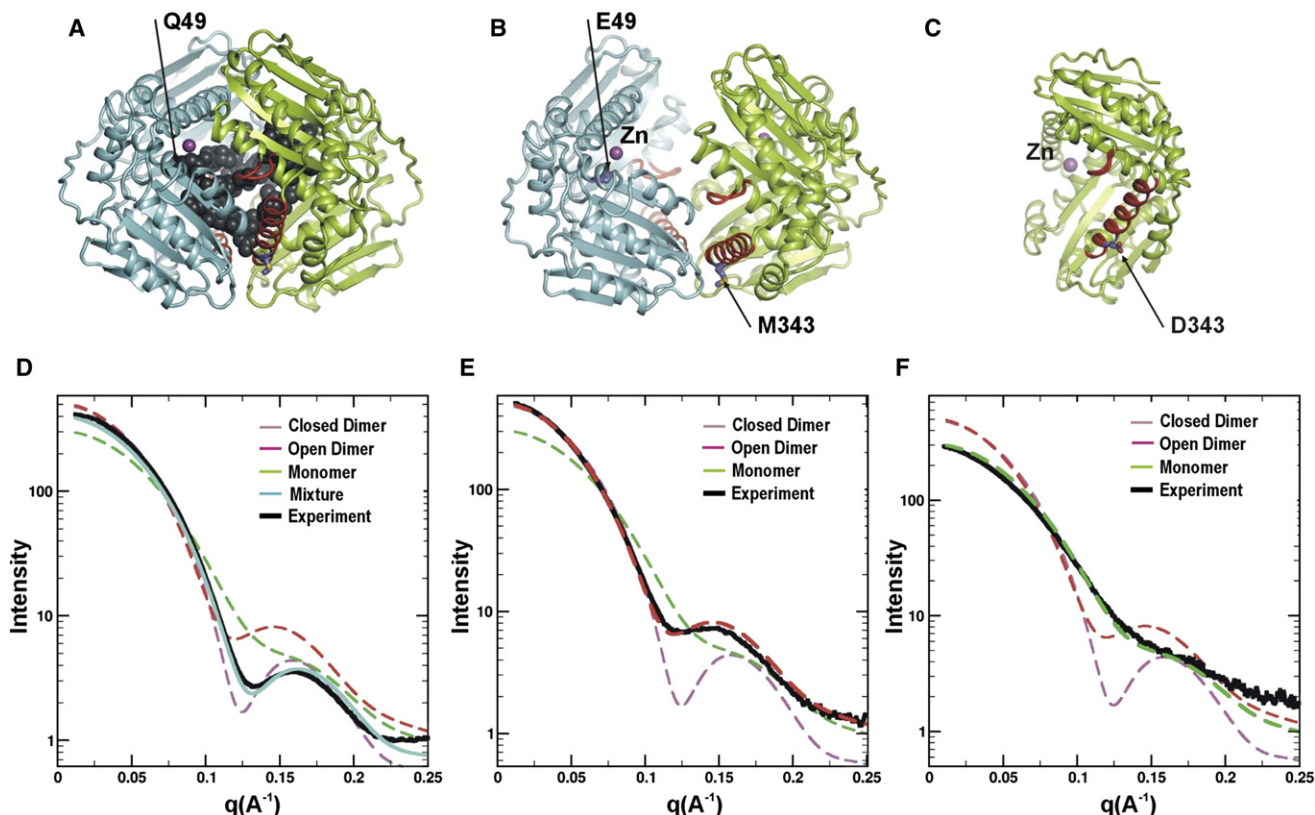 A
Q49
B
E49
Zn
M343
C
Zn
D343
D
Closed Dimer
Open Dimer
Monomer
Mixture
Experiment
Intensity
100
10
1
0 0.05 0.1 0.15 0.2 0.25
q(A⁻¹)
E
Closed Dimer
Open Dimer
Monomer
Experiment
Intensity
100
10
1
0 0.05 0.1 0.15 0.2 0.25
q(A⁻¹)
F
Closed Dimer
Open Dimer
Monomer
Experiment
Intensity
100
10
1
0 0.05 0.1 0.15 0.2 0.25
q(A⁻¹)